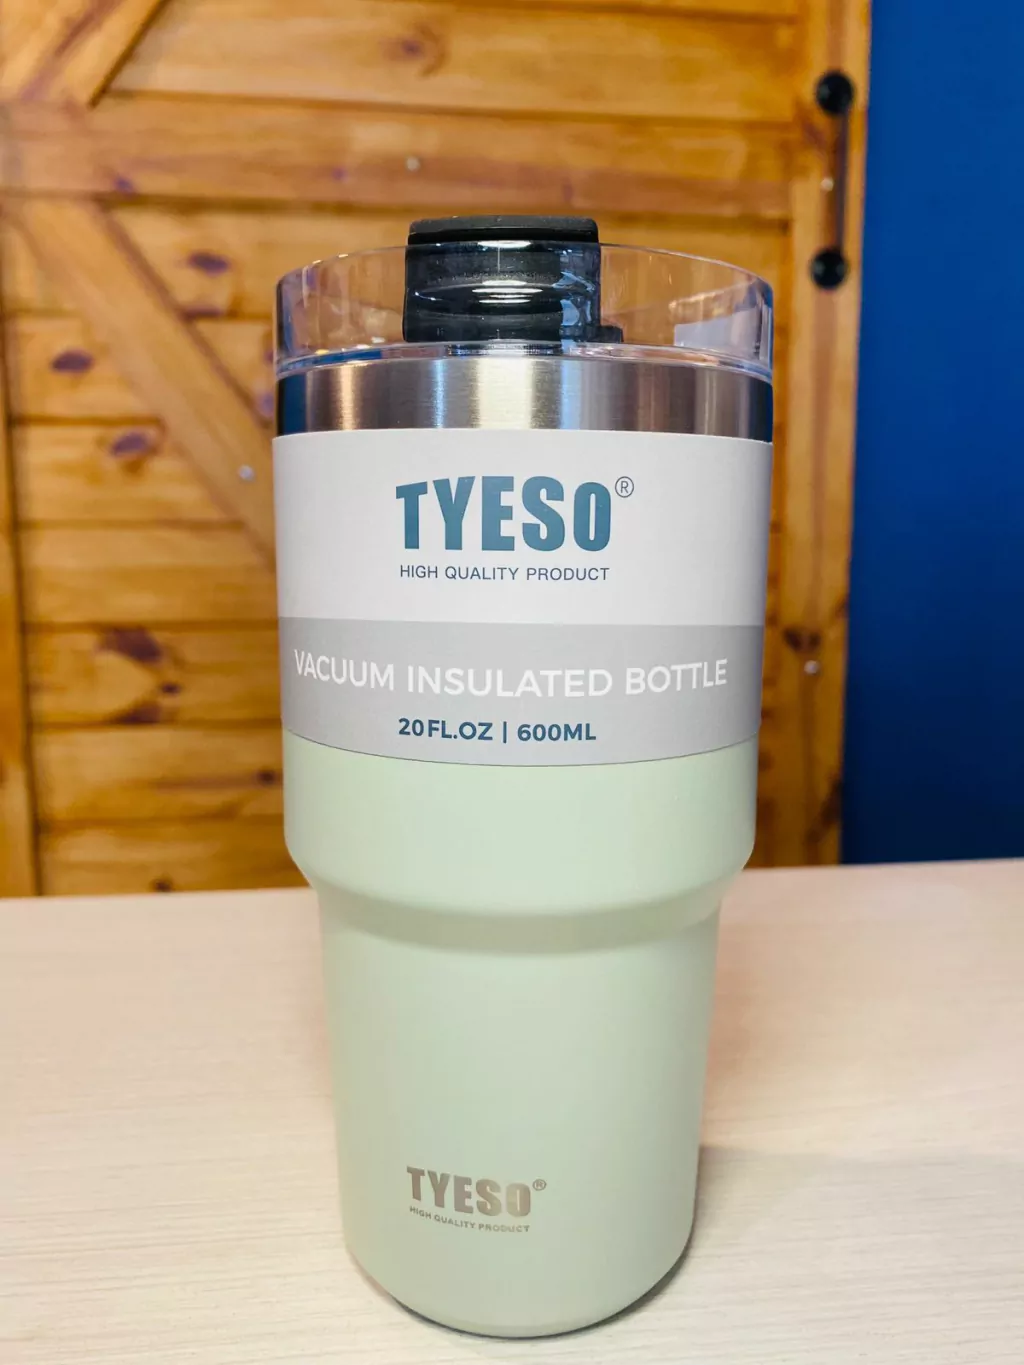 TYESO®
HIGH QUALITY PRODUCT
VACUUM INSULATED BOTTLE
20FL.OZ | 600ML
TYESO®
HIGH QUALITY PRODUCT